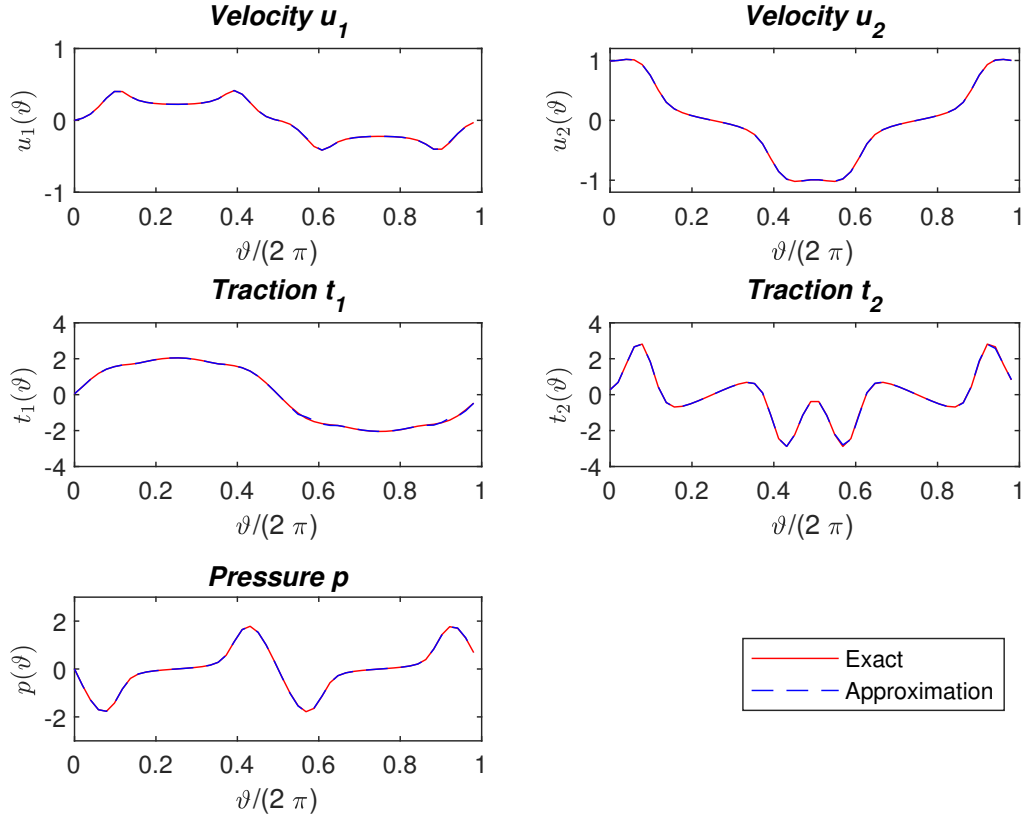 Velocity u1
1
0
-1
u1(ϑ)
0 0.2 0.4 0.6 0.8 1
ϑ/(2 π)
Velocity u2
1
0
-1
u2(ϑ)
0 0.2 0.4 0.6 0.8 1
ϑ/(2 π)
Traction t1
4
2
0
-2
-4
t1(ϑ)
0 0.2 0.4 0.6 0.8 1
ϑ/(2 π)
Traction t2
4
2
0
-2
-4
t2(ϑ)
0 0.2 0.4 0.6 0.8 1
ϑ/(2 π)
Pressure p
2
0
-2
p(ϑ)
0 0.2 0.4 0.6 0.8 1
ϑ/(2 π)
Exact
Approximation